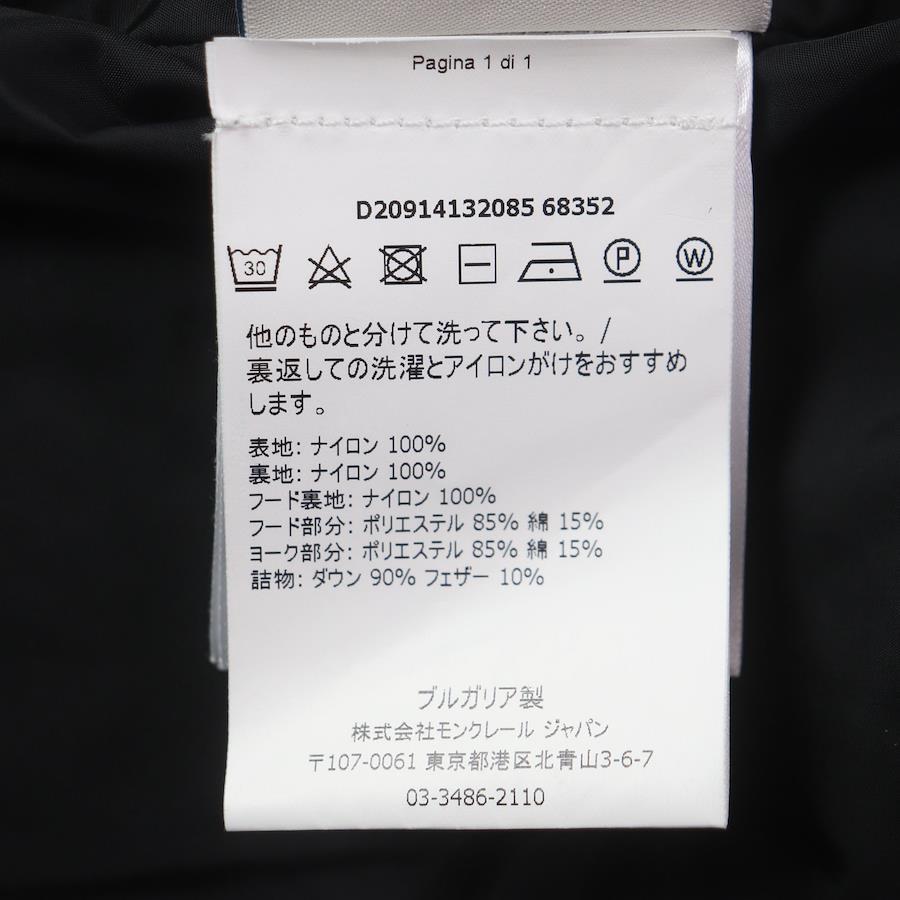 Pagina 1 di 1
D20914132085 68352
30 P W
他のものと分けて洗って下さい。/
裏返しての洗濯とアイロンがけをおすすめ
します。
表地: ナイロン 100%
裏地: ナイロン 100%
フード裏地: ナイロン 100%
フード部分: ポリエステル 85% 綿 15%
ヨーク部分: ポリエステル 85% 綿 15%
詰物: ダウン 90% フェザー 10%
ブルガリア製
株式会社モンクレール ジャパン
〒107-0061 東京都港区北青山3-6-7
03-3486-2110